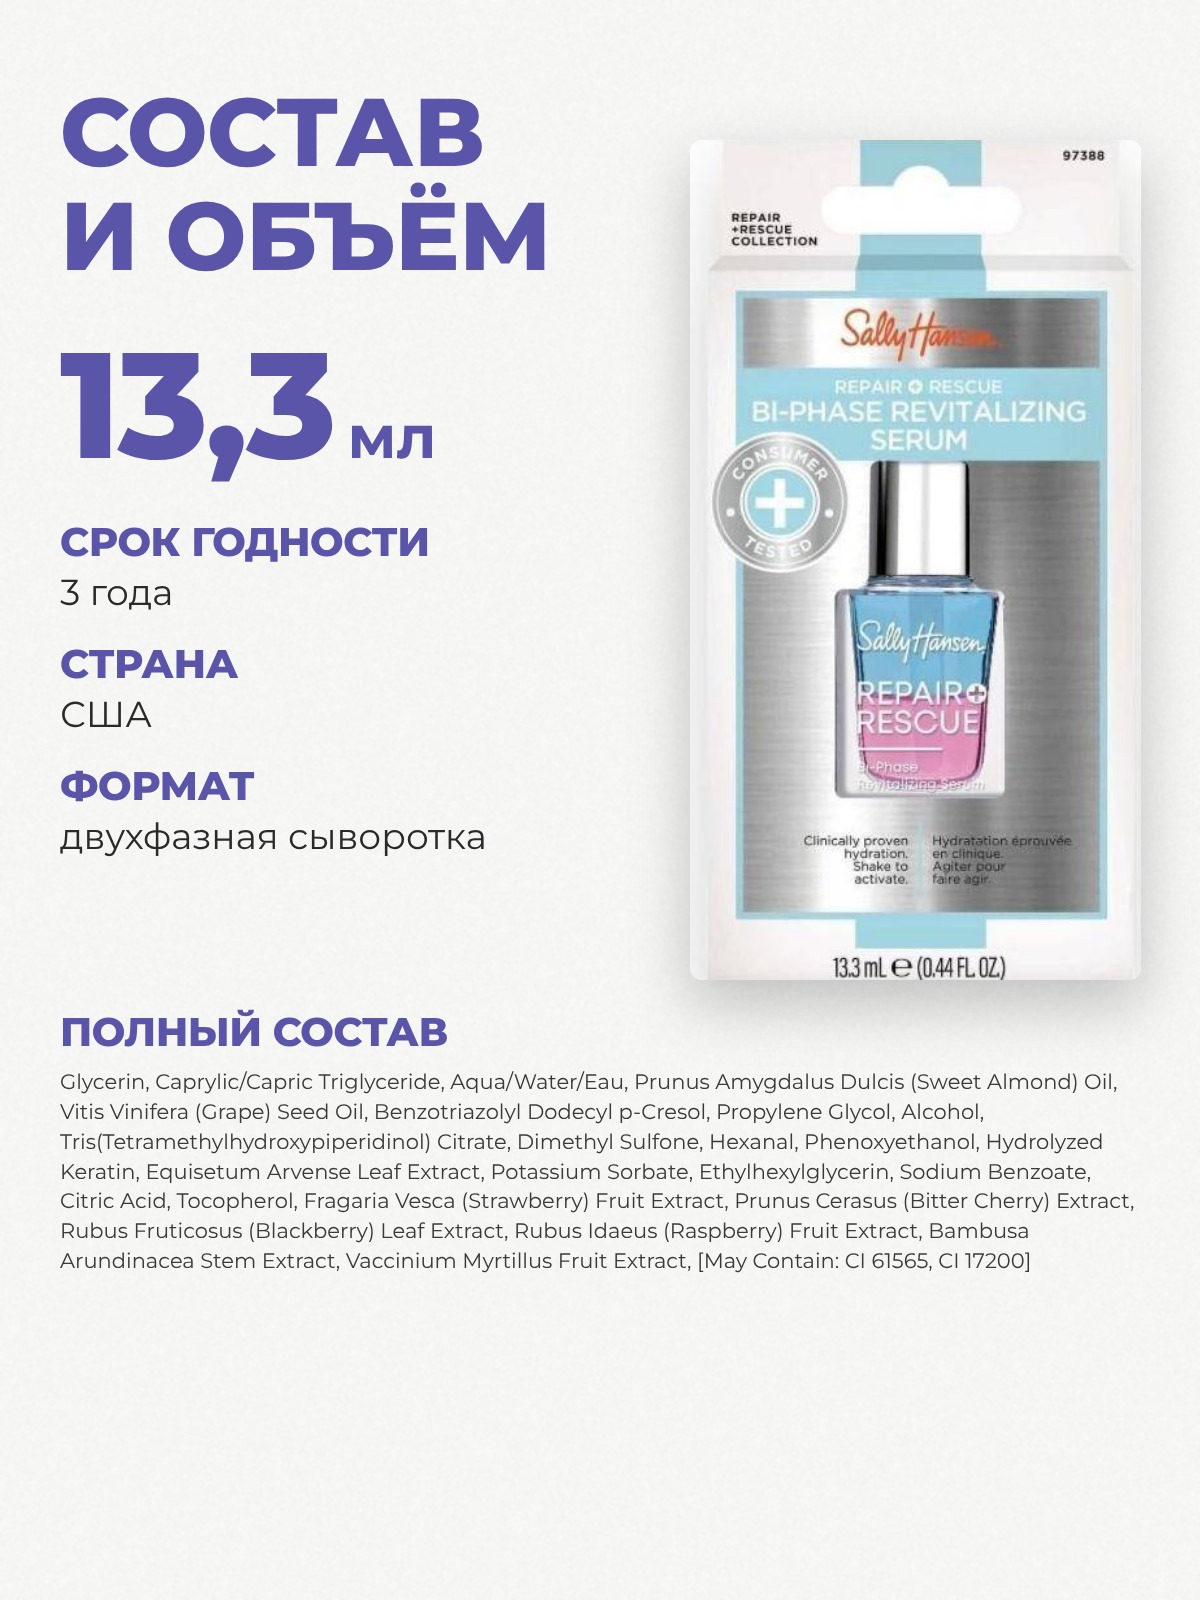 СОСТАВ
И ОБЪЁМ
13,3 мл
СРОК ГОДНОСТИ
3 года
СТРАНА
США
ФОРМАТ
двухфазная сыворотка
97388
REPAIR
+RESCUE
COLLECTION
Sally Hansen
REPAIR + RESCUE
BI-PHASE REVITALIZING
SERUM
CONSUMER
TESTED
Sally Hansen
REPAIR+
RESCUE
Bi-Phase
Revitalizing Serum
Clinically proven
hydration.
Shake to
activate.
Hydratation éprouvée
en clinique.
Agiter pour
faire agir.
13.3 mL ℮ (0.44 FL. OZ.)
ПОЛНЫЙ СОСТАВ
Glycerin, Caprylic/Capric Triglyceride, Aqua/Water/Eau, Prunus Amygdalus Dulcis (Sweet Almond) Oil,
Vitis Vinifera (Grape) Seed Oil, Benzotriazolyl Dodecyl p-Cresol, Propylene Glycol, Alcohol,
Tris(Tetramethylhydroxypiperidinol) Citrate, Dimethyl Sulfone, Hexanal, Phenoxyethanol, Hydrolyzed
Keratin, Equisetum Arvense Leaf Extract, Potassium Sorbate, Ethylhexylglycerin, Sodium Benzoate,
Citric Acid, Tocopherol, Fragaria Vesca (Strawberry) Fruit Extract, Prunus Cerasus (Bitter Cherry) Extract,
Rubus Fruticosus (Blackberry) Leaf Extract, Rubus Idaeus (Raspberry) Fruit Extract, Bambusa
Arundinacea Stem Extract, Vaccinium Myrtillus Fruit Extract, [May Contain: CI 61565, CI 17200]